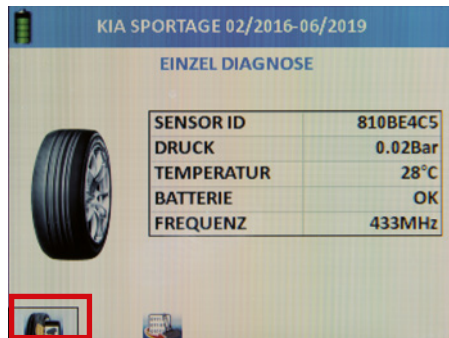 KIA SPORTAGE 02/2016-06/2019
EINZEL DIAGNOSE
SENSOR ID 810BE4C5
DRUCK 0.02Bar
TEMPERATUR 28°C
BATTERIE OK
FREQUENZ 433MHz